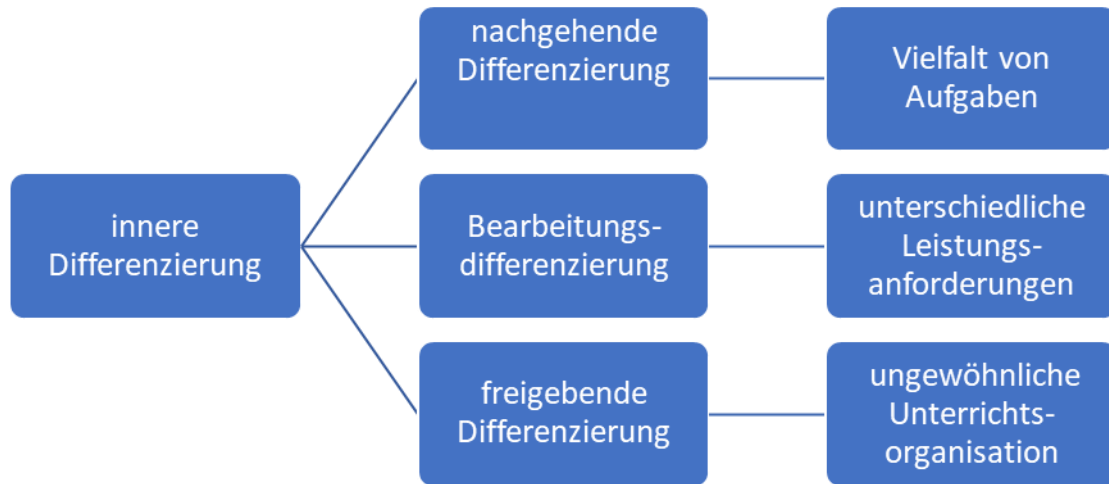 innere
Differenzierung
nachgehende
Differenzierung
Vielfalt von
Aufgaben
Bearbeitungs-
differenzierung
unterschiedliche
Leistungs-
anforderungen
freigebende
Differenzierung
ungewöhnliche
Unterrichts-
organisation